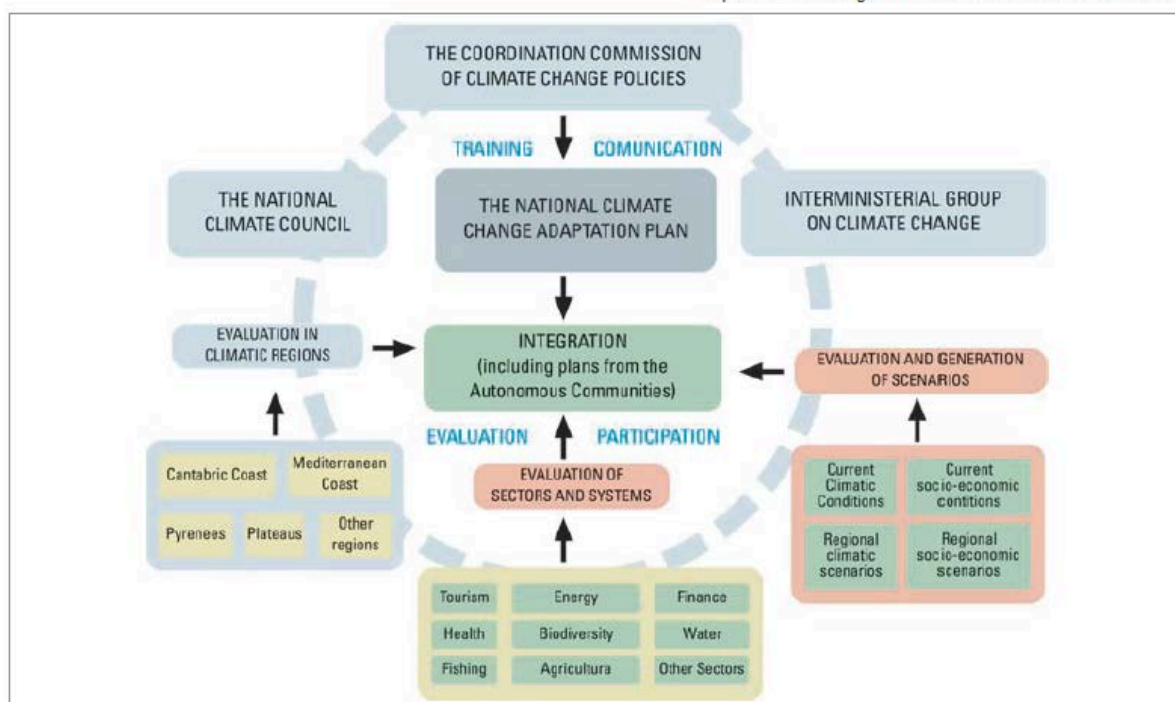 THE COORDINATION COMMISSION
OF CLIMATE CHANGE POLICIES
TRAINING
COMUNICATION
THE NATIONAL
CLIMATE COUNCIL
THE NATIONAL CLIMATE
CHANGE ADAPTATION PLAN
INTERMINISTERIAL GROUP
ON CLIMATE CHANGE
EVALUATION IN
CLIMATIC REGIONS
INTEGRATION
(including plans from the
Autonomous Communities)
EVALUATION AND GENERATION
OF SCENARIOS
EVALUATION
PARTICIPATION
EVALUATION OF
SECTORS AND SYSTEMS
Cantabric Coast
Mediterranean
Coast
Pyrenees
Plateaus
Other
regions
Current
Climatic
Conditions
Current
socio-economic
contitions
Regional
climatic
scenarios
Regional
socio-economic
scenarios
Tourism
Energy
Finance
Health
Biodiversity
Water
Fishing
Agricultura
Other Sectors